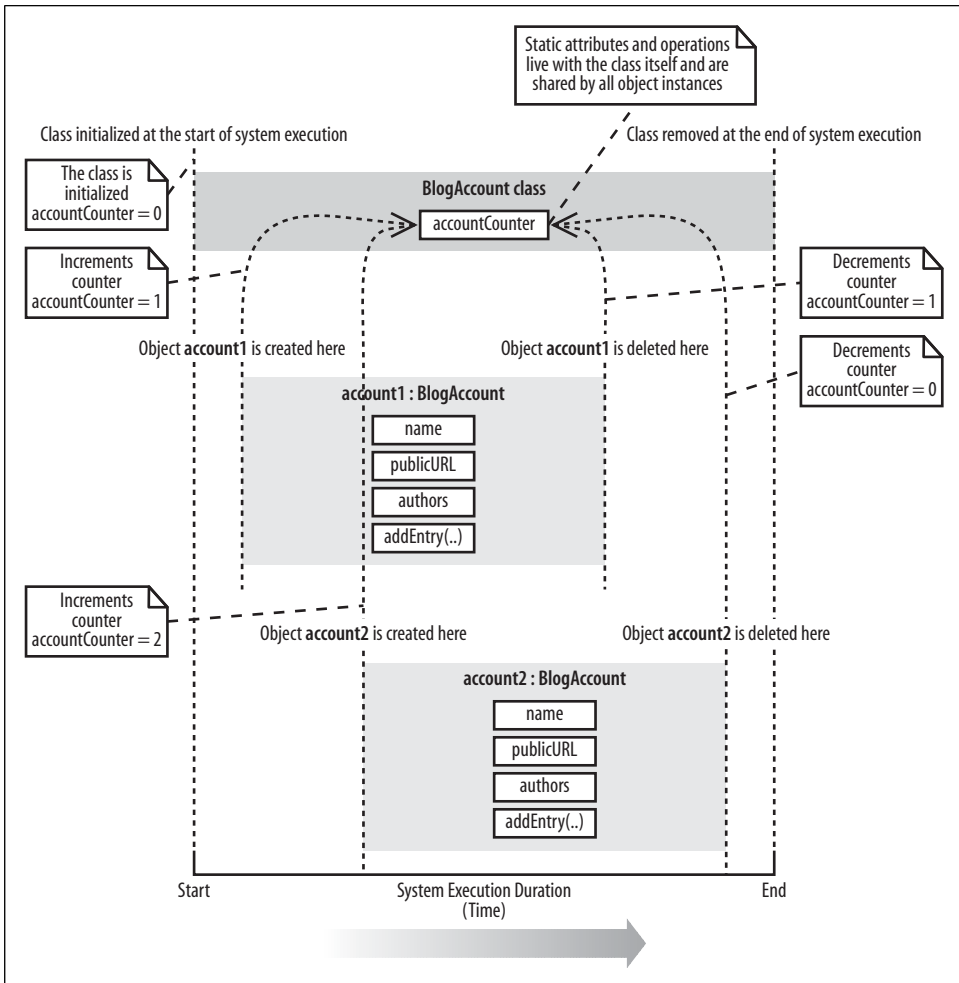 Static attributes and operations
live with the class itself and are
shared by all object instances
Class initialized at the start of system execution
Class removed at the end of system execution
The class is
initialized
accountCounter = 0
BlogAccount class
accountCounter
Increments
counter
accountCounter = 1
Decrements
counter
accountCounter = 1
Object account1 is created here
Object account1 is deleted here
Decrements
counter
accountCounter = 0
account1 : BlogAccount
name
publicURL
authors
addEntry(..)
Increments
counter
accountCounter = 2
Object account2 is created here
Object account2 is deleted here
account2 : BlogAccount
name
publicURL
authors
addEntry(..)
Start
System Execution Duration
(Time)
End